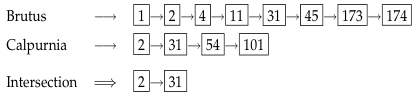 Brutus ⟶ 1 → 2 → 4 → 11 → 31 → 45 → 173 → 174
Calpurnia ⟶ 2 → 31 → 54 → 101
Intersection ⟹ 2 → 31